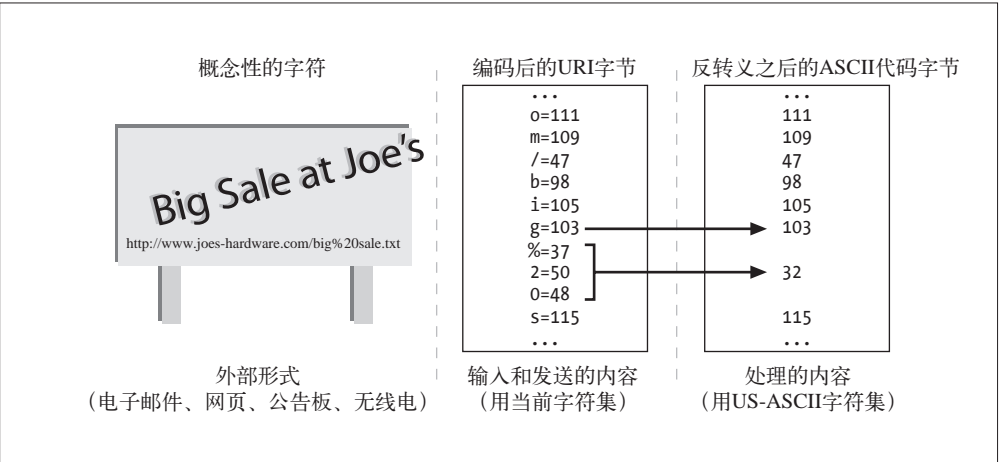 概念性的字符
Big Sale at Joe's
http://www.joes-hardware.com/big%20sale.txt
外部形式
（电子邮件、网页、公告板、无线电）
编码后的URI字节
...
o=111
m=109
/=47
b=98
i=105
g=103
%=37
2=50
0=48
s=115
...
输入和发送的内容
（用当前字符集）
反转义之后的ASCII代码字节
...
111
109
47
98
105
103
32
115
...
处理的内容
（用US-ASCII字符集）